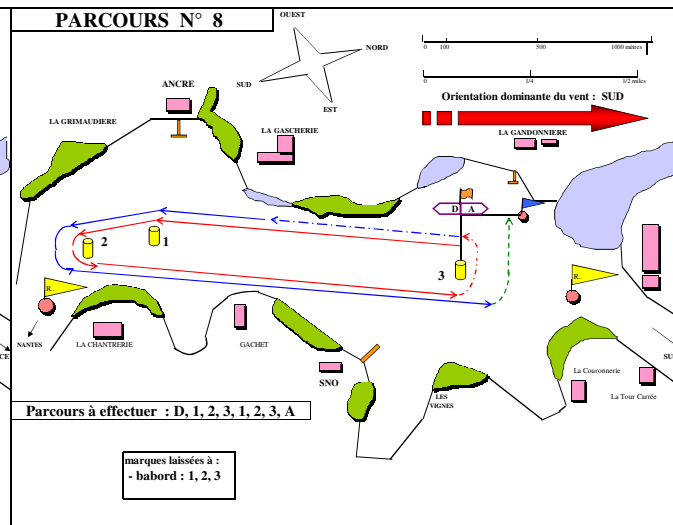 PARCOURS N° 8
OUEST
NORD
SUD
EST
0 100 500 1000 mètres
0 1/4 1/2 miles
Orientation dominante du vent : SUD
ANCRE
LA GRIMAUDIERE
LA GASCHERIE
LA GANDONNIERE
D A
2
1
3
R..
R..
NANTES
LA CHANTRERIE
GACHET
SNO
LES
VIGNES
La Couronnerie
La Tour Carrée
SU
CE
Parcours à effectuer : D, 1, 2, 3, 1, 2, 3, A
marques laissées à :
- babord : 1, 2, 3